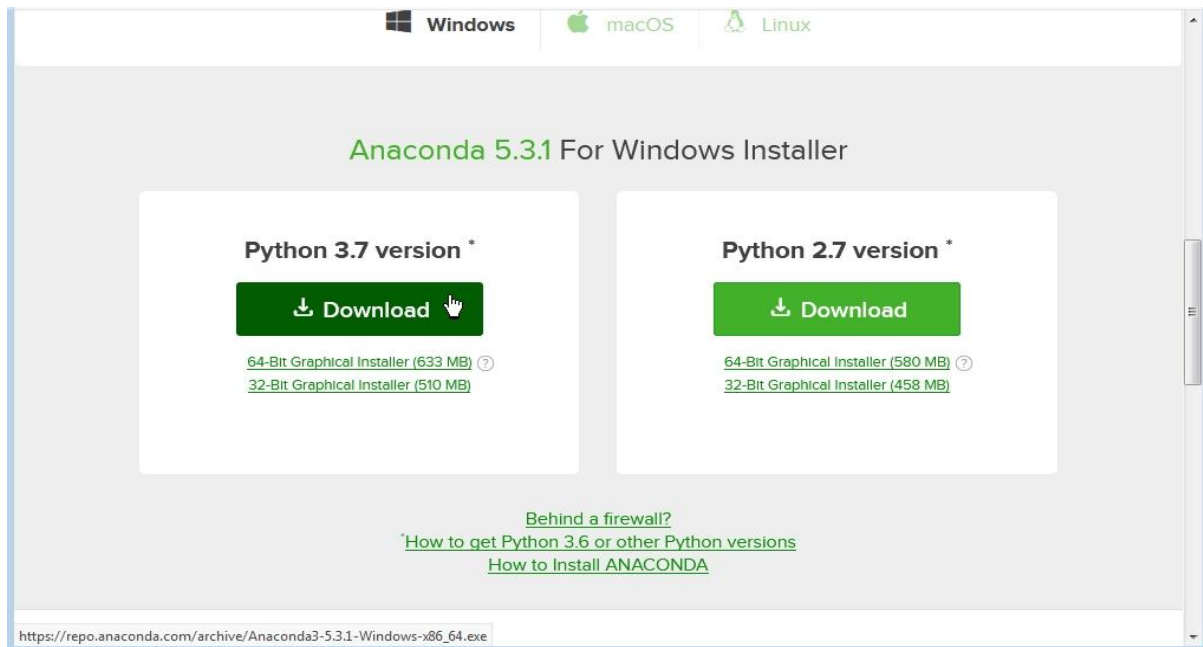 Windows macOS Linux
Anaconda 5.3.1 For Windows Installer
Python 3.7 version *
Download
64-Bit Graphical Installer (633 MB) ?
32-Bit Graphical Installer (510 MB)
Python 2.7 version *
Download
64-Bit Graphical Installer (580 MB) ?
32-Bit Graphical Installer (458 MB)
Behind a firewall?
*How to get Python 3.6 or other Python versions
How to Install ANACONDA
https://repo.anaconda.com/archive/Anaconda3-5.3.1-Windows-x86_64.exe